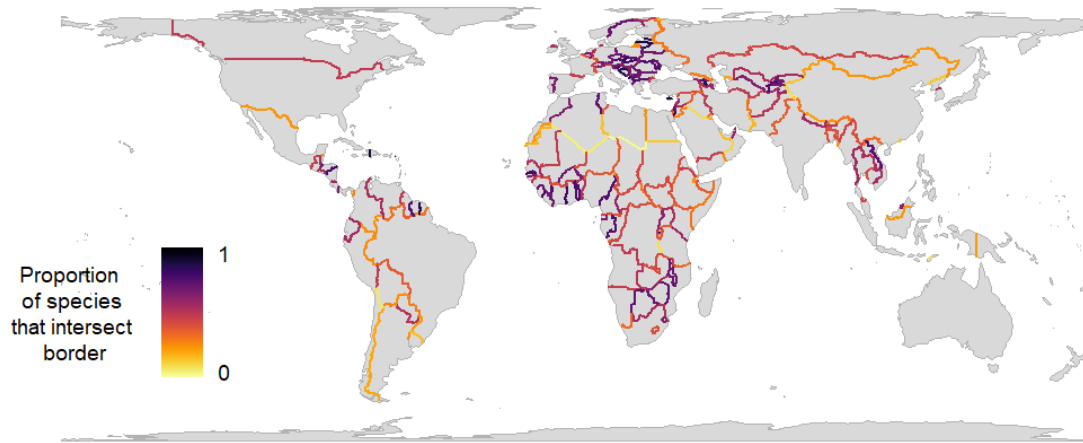 Proportion
of species
that intersect
border
1
0